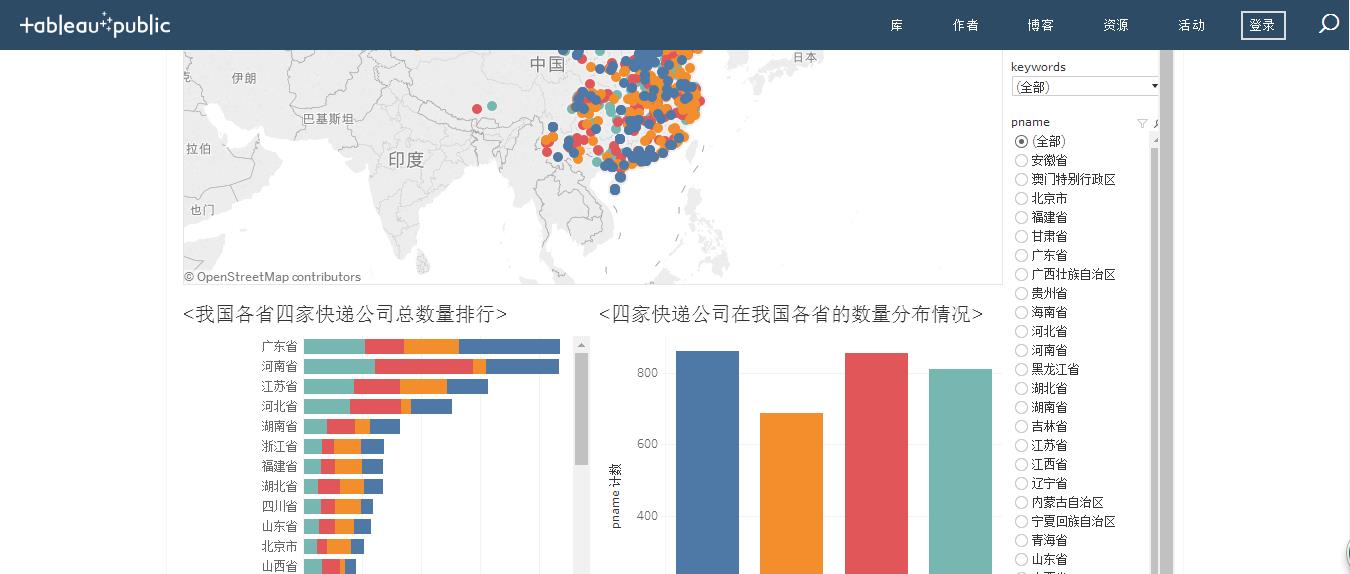 tableau public
库 作者 博客 资源 活动 登录
中国
日本
伊朗
巴基斯坦
拉伯
印度
也门
© OpenStreetMap contributors
keywords
(全部)
pname
(全部)
安徽省
澳门特别行政区
北京市
福建省
甘肃省
广东省
广西壮族自治区
贵州省
海南省
河北省
河南省
黑龙江省
湖北省
湖南省
吉林省
江苏省
江西省
辽宁省
内蒙古自治区
宁夏回族自治区
青海省
山东省
<我国各省四家快递公司总数量排行>
广东省
河南省
江苏省
河北省
湖南省
浙江省
福建省
湖北省
四川省
山东省
北京市
山西省
<四家快递公司在我国各省的数量分布情况>
pname 计数
800
600
400